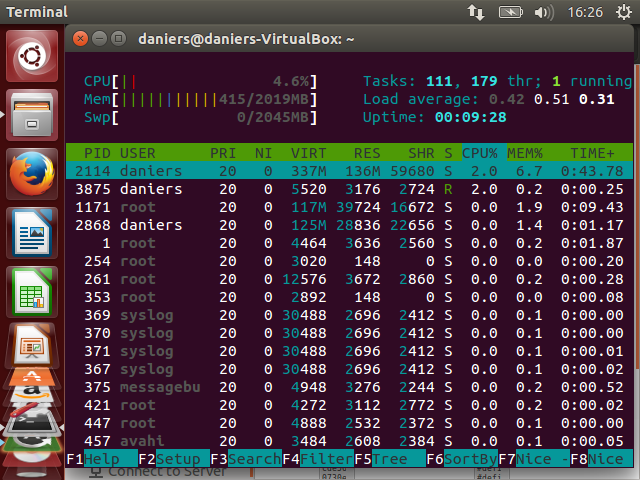 Terminal 16:26
daniers@daniers-VirtualBox: ~
CPU[|| 4.6%] Tasks: 111, 179 thr; 1 running
Mem[||||||||||||415/2019MB] Load average: 0.42 0.51 0.31
Swp[ 0/2045MB] Uptime: 00:09:28
PID USER PRI NI VIRT RES SHR S CPU% MEM% TIME+
2114 daniers 20 0 337M 136M 59680 S 2.0 6.7 0:43.78
3875 daniers 20 0 5520 3176 2724 R 2.0 0.2 0:00.25
1171 root 20 0 117M 39724 16672 S 0.0 1.9 0:09.43
2868 daniers 20 0 125M 28836 22656 S 0.0 1.4 0:01.17
1 root 20 0 4464 3636 2560 S 0.0 0.2 0:01.87
254 root 20 0 3020 148 0 S 0.0 0.0 0:00.20
261 root 20 0 12576 3672 2860 S 0.0 0.2 0:00.28
353 root 20 0 2892 148 0 S 0.0 0.0 0:00.08
369 syslog 20 0 30488 2696 2412 S 0.0 0.1 0:00.00
370 syslog 20 0 30488 2696 2412 S 0.0 0.1 0:00.00
371 syslog 20 0 30488 2696 2412 S 0.0 0.1 0:00.01
367 syslog 20 0 30488 2696 2412 S 0.0 0.1 0:00.02
375 messagebu 20 0 4948 3276 2244 S 0.0 0.2 0:00.52
421 root 20 0 4272 3112 2772 S 0.0 0.2 0:00.02
447 root 20 0 4888 2532 2372 S 0.0 0.1 0:00.00
457 avahi 20 0 3484 2608 2384 S 0.0 0.1 0:00.05
F1Help F2Setup F3SearchF4FilterF5Tree F6SortByF7Nice -F8Nice
Connect to Server